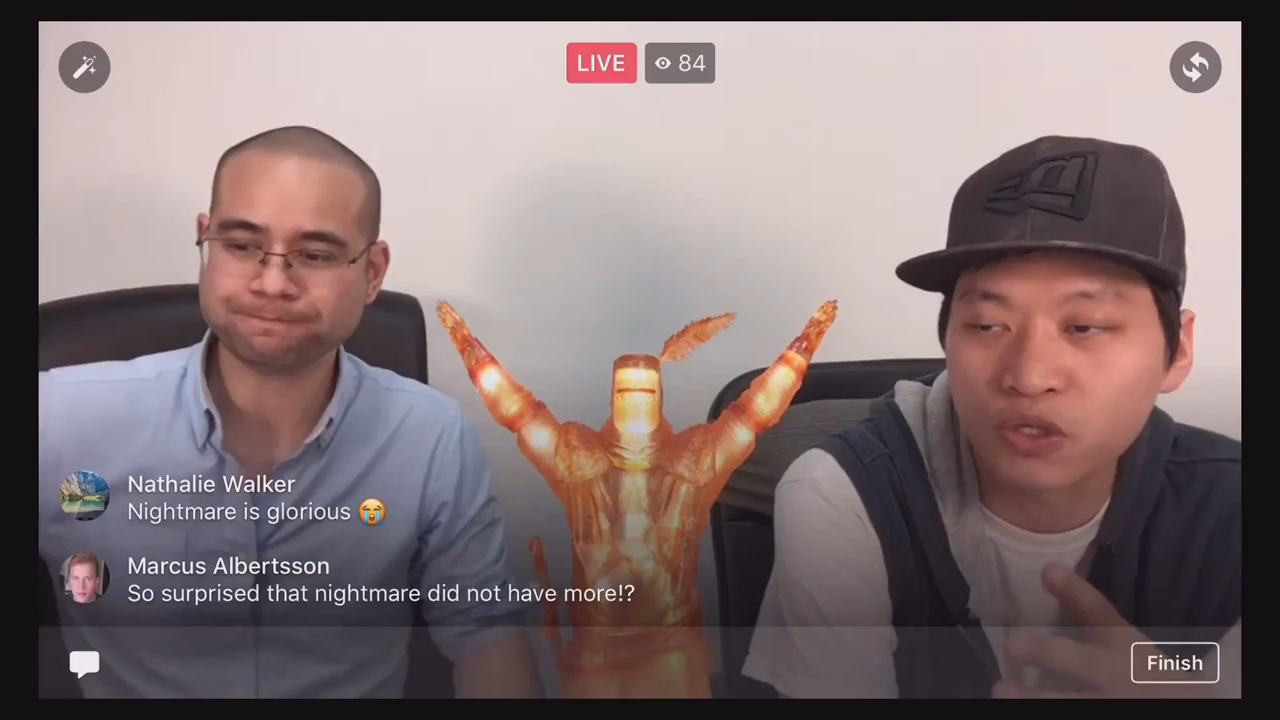 LIVE
84
Nathalie Walker
Nightmare is glorious 😭
Marcus Albertsson
So surprised that nightmare did not have more!?
Finish